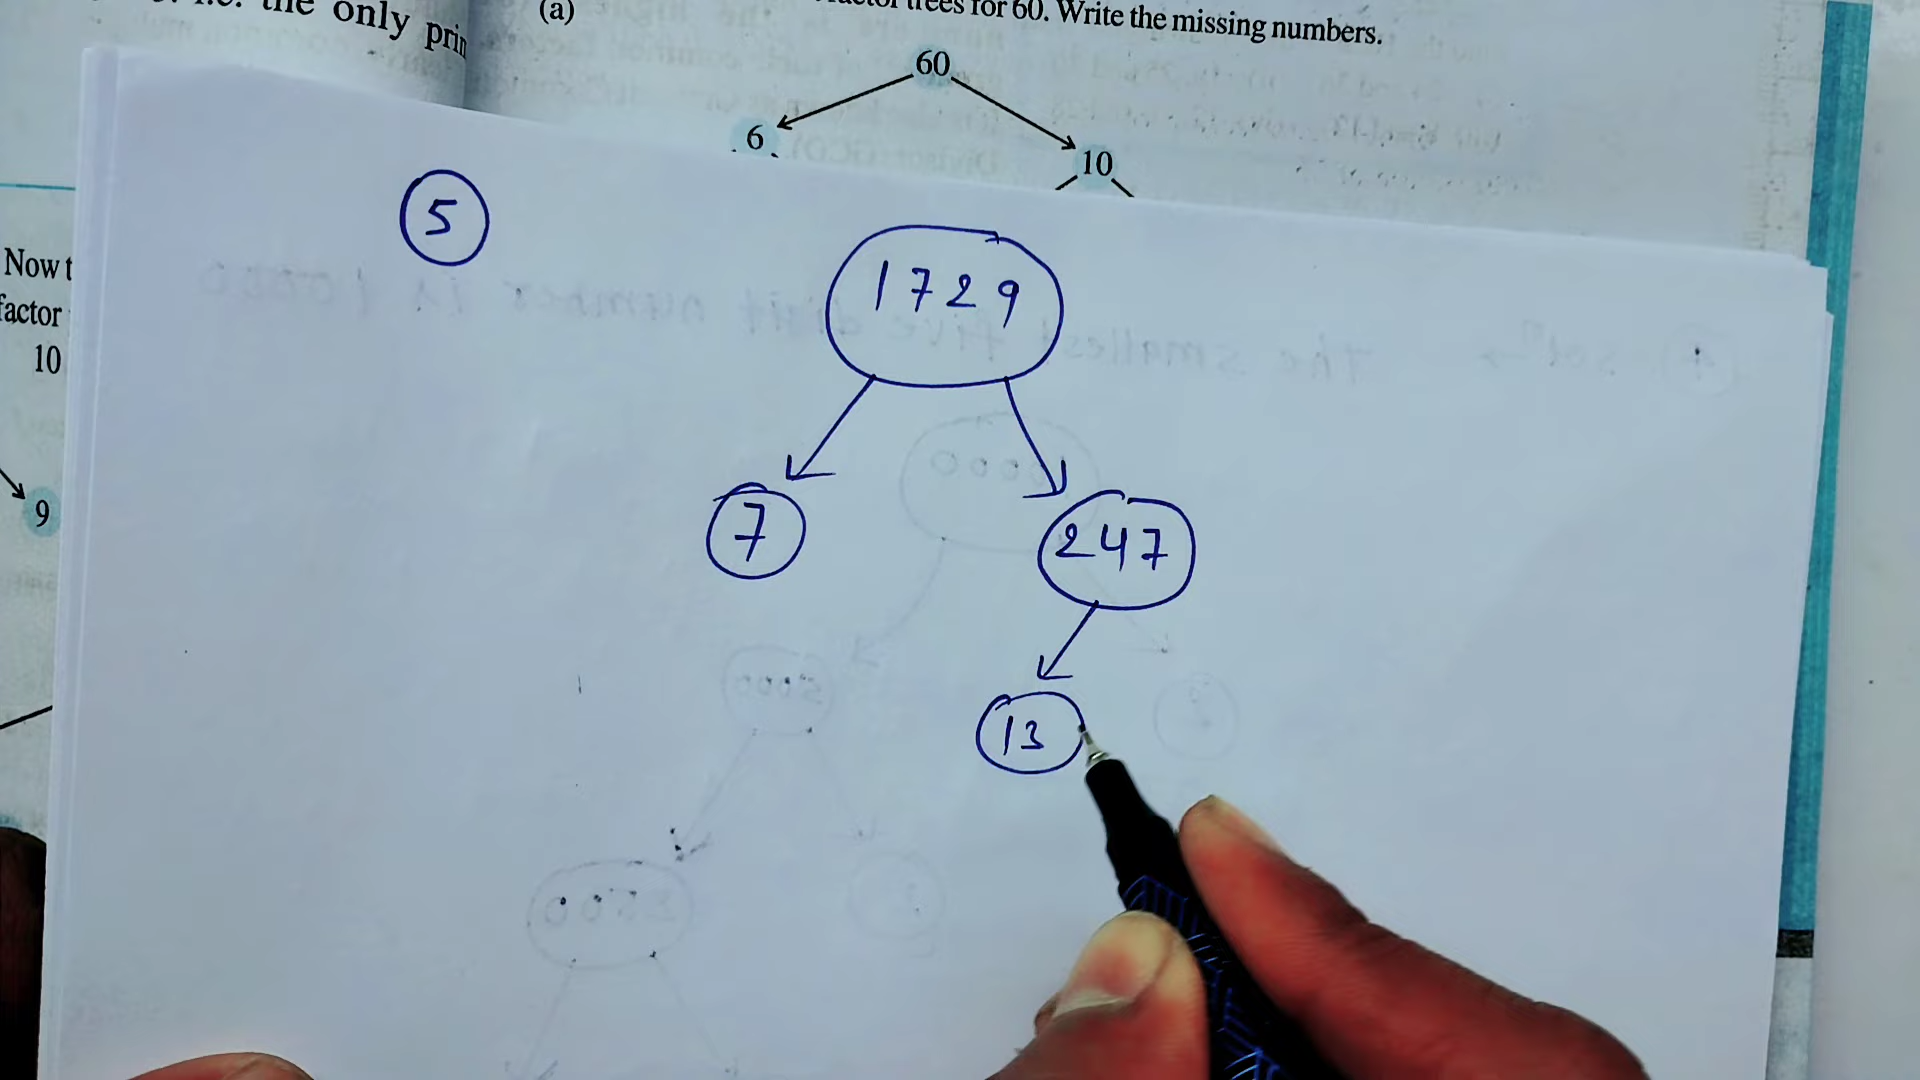 the only prin
(a)
trees for 60. Write the missing numbers.
60
6
10
5
1729
Now t
factor
10
7
247
9
13